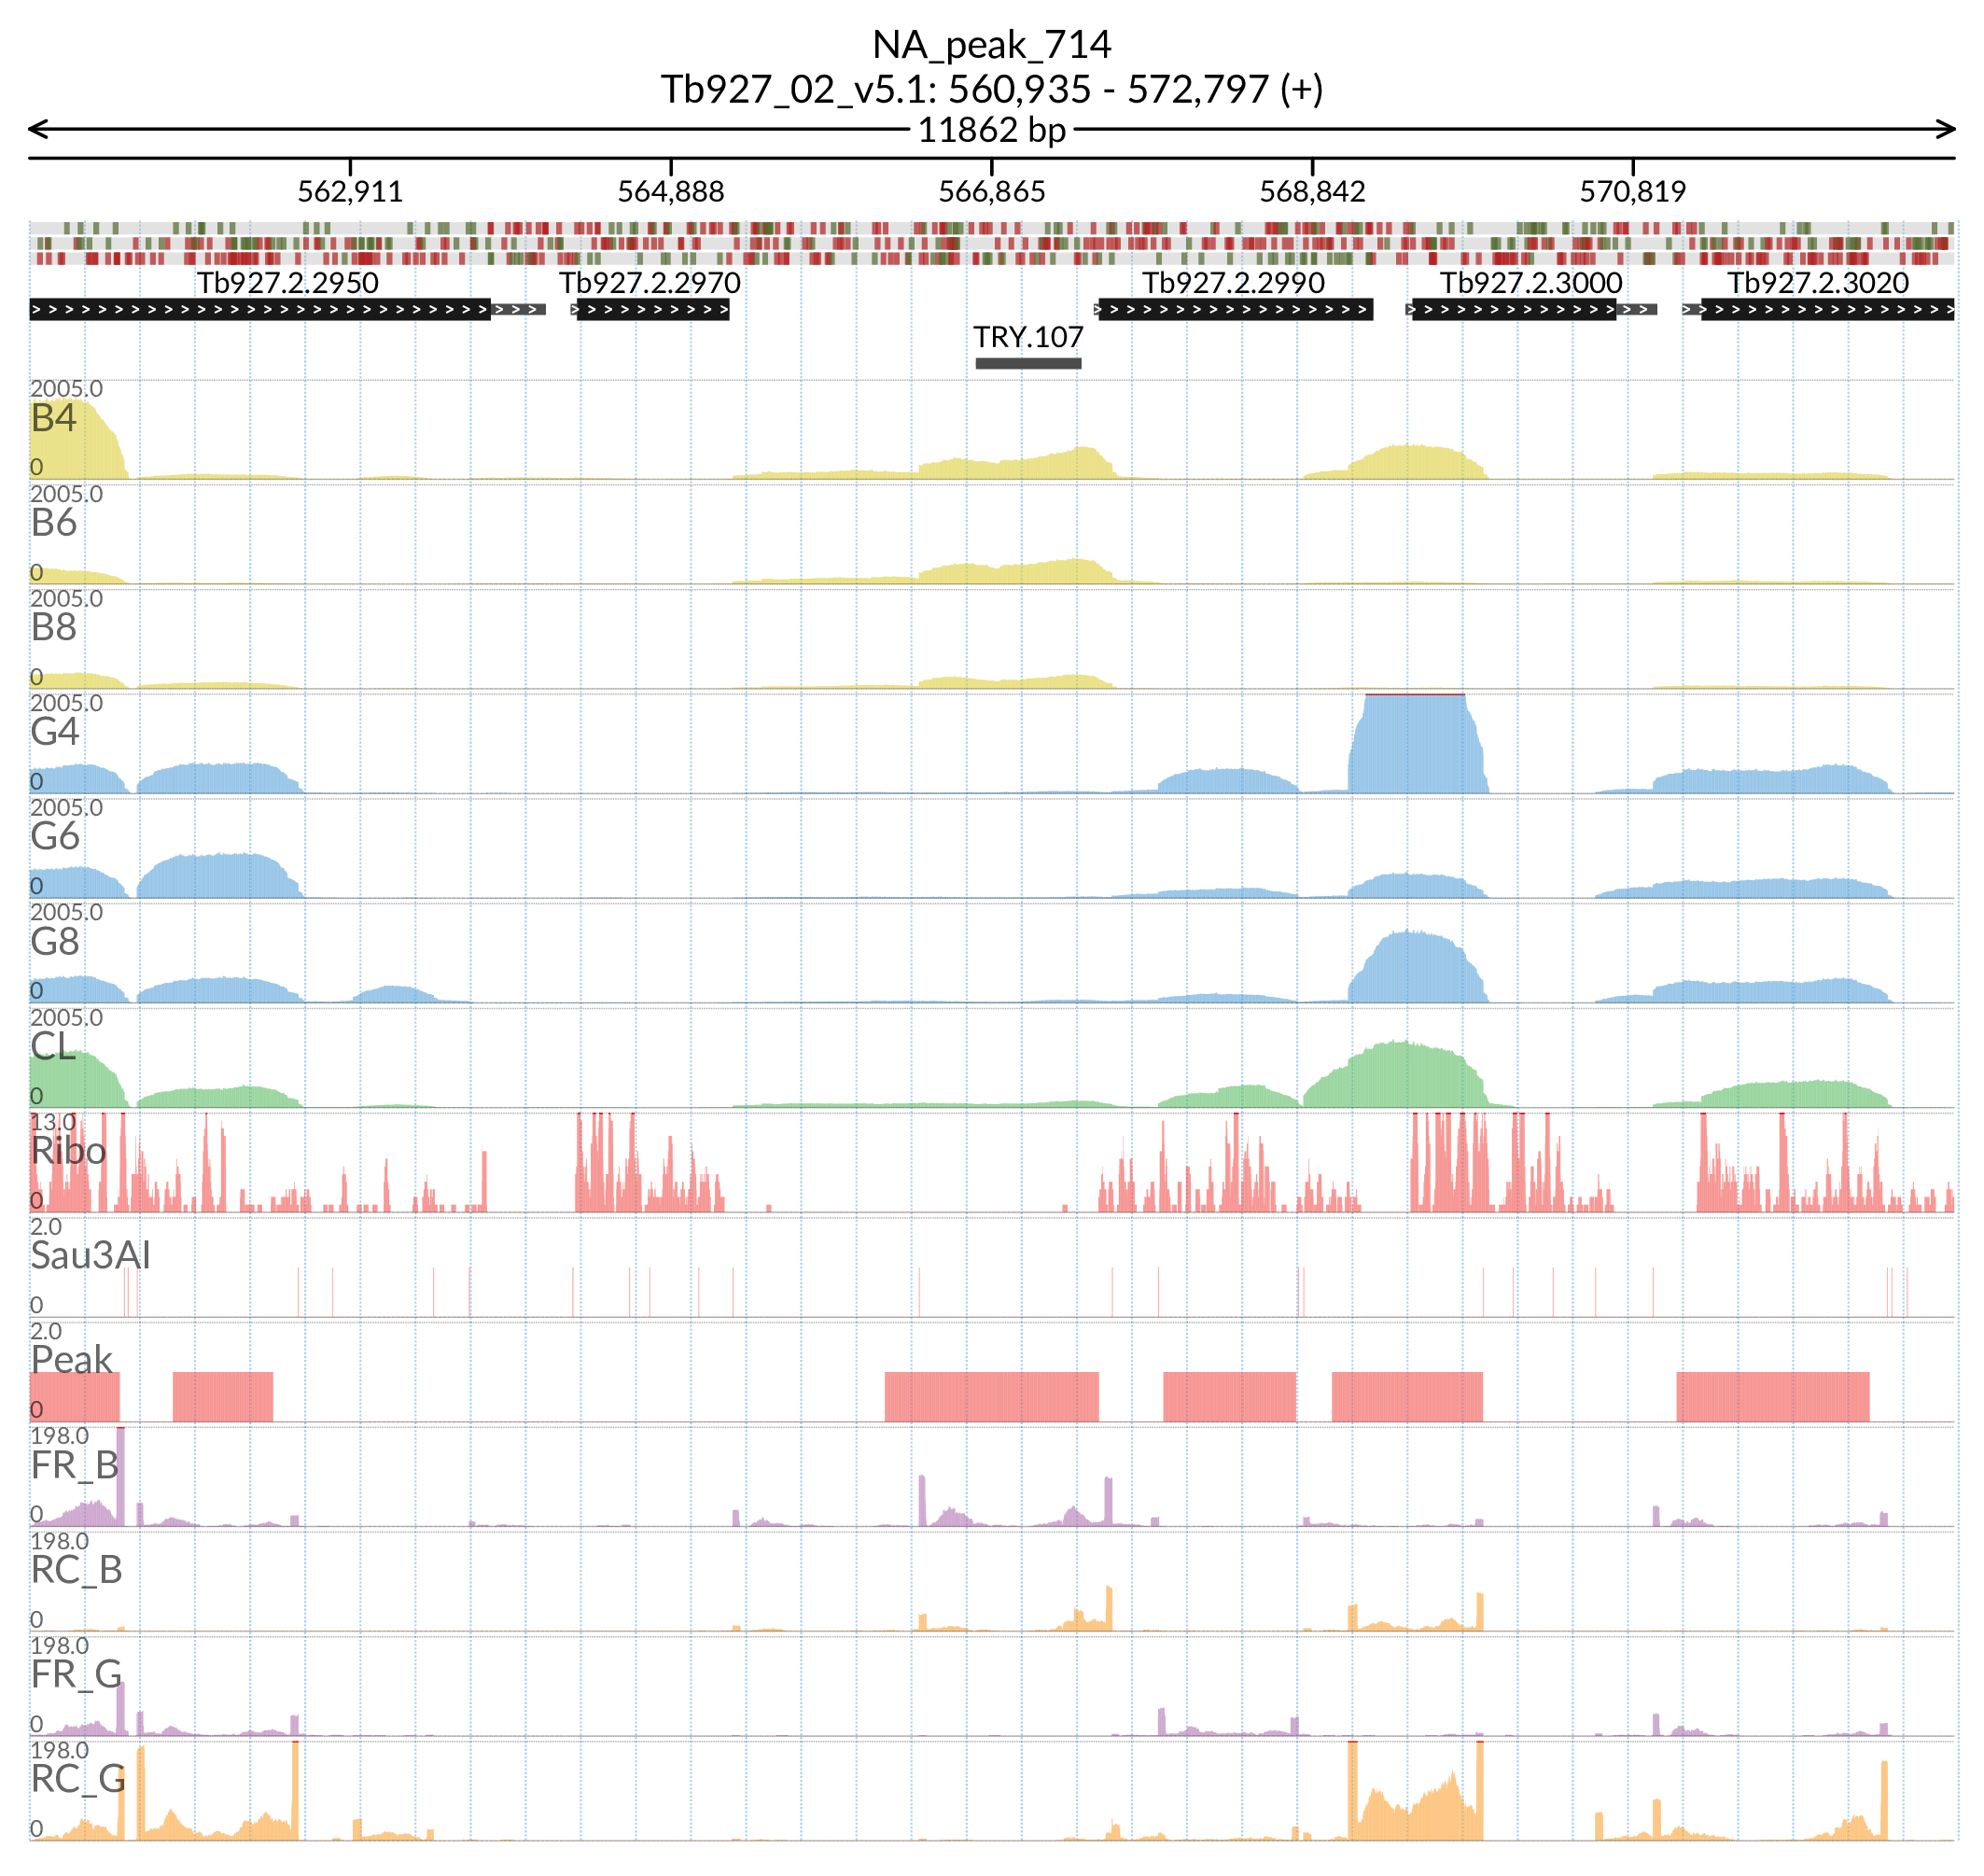 NA_peak_714
Tb927_02_v5.1: 560,935 - 572,797 (+)
11862 bp
562,911 564,888 566,865 568,842 570,819
Tb927.2.2950 Tb927.2.2970 Tb927.2.2990 Tb927.2.3000 Tb927.2.3020
TRY.107
2005.0
B4
0
2005.0
B6
0
2005.0
B8
0
2005.0
G4
0
2005.0
G6
0
2005.0
G8
0
2005.0
CL
0
13.0
Ribo
0
2.0
Sau3AI
0
2.0
Peak
0
198.0
FR_B
0
198.0
RC_B
0
198.0
FR_G
0
198.0
RC_G
0